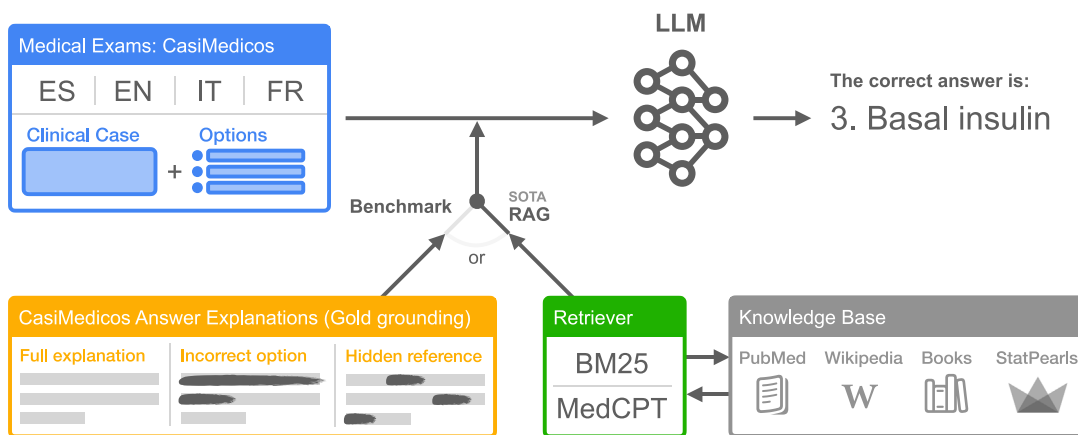 Medical Exams: CasiMedicos
ES EN IT FR
Clinical Case
Options
+
LLM
The correct answer is:
3. Basal insulin
Benchmark
SOTA
RAG
or
CasiMedicos Answer Explanations (Gold grounding)
Full explanation
Incorrect option
Hidden reference
Retriever
BM25
MedCPT
Knowledge Base
PubMed
Wikipedia
Books
StatPearls
W